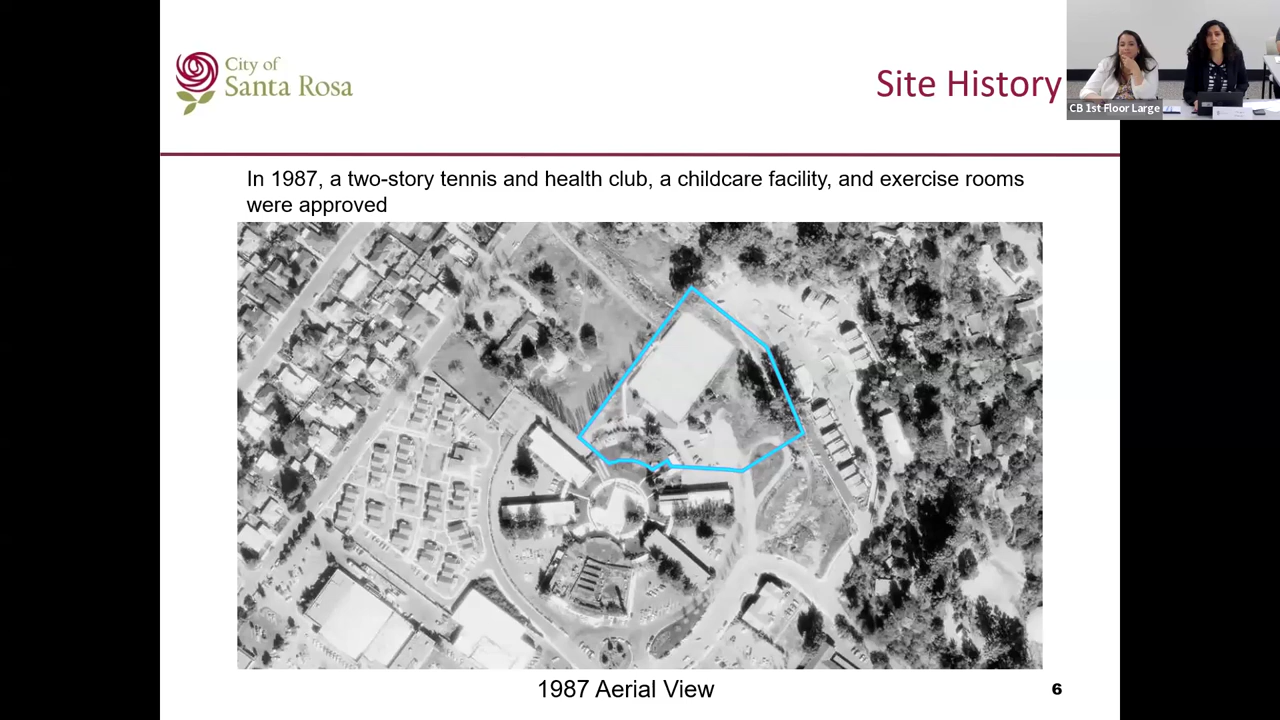 City of
Santa Rosa
Site History
CB 1st Floor Large
In 1987, a two-story tennis and health club, a childcare facility, and exercise rooms
were approved
1987 Aerial View
6